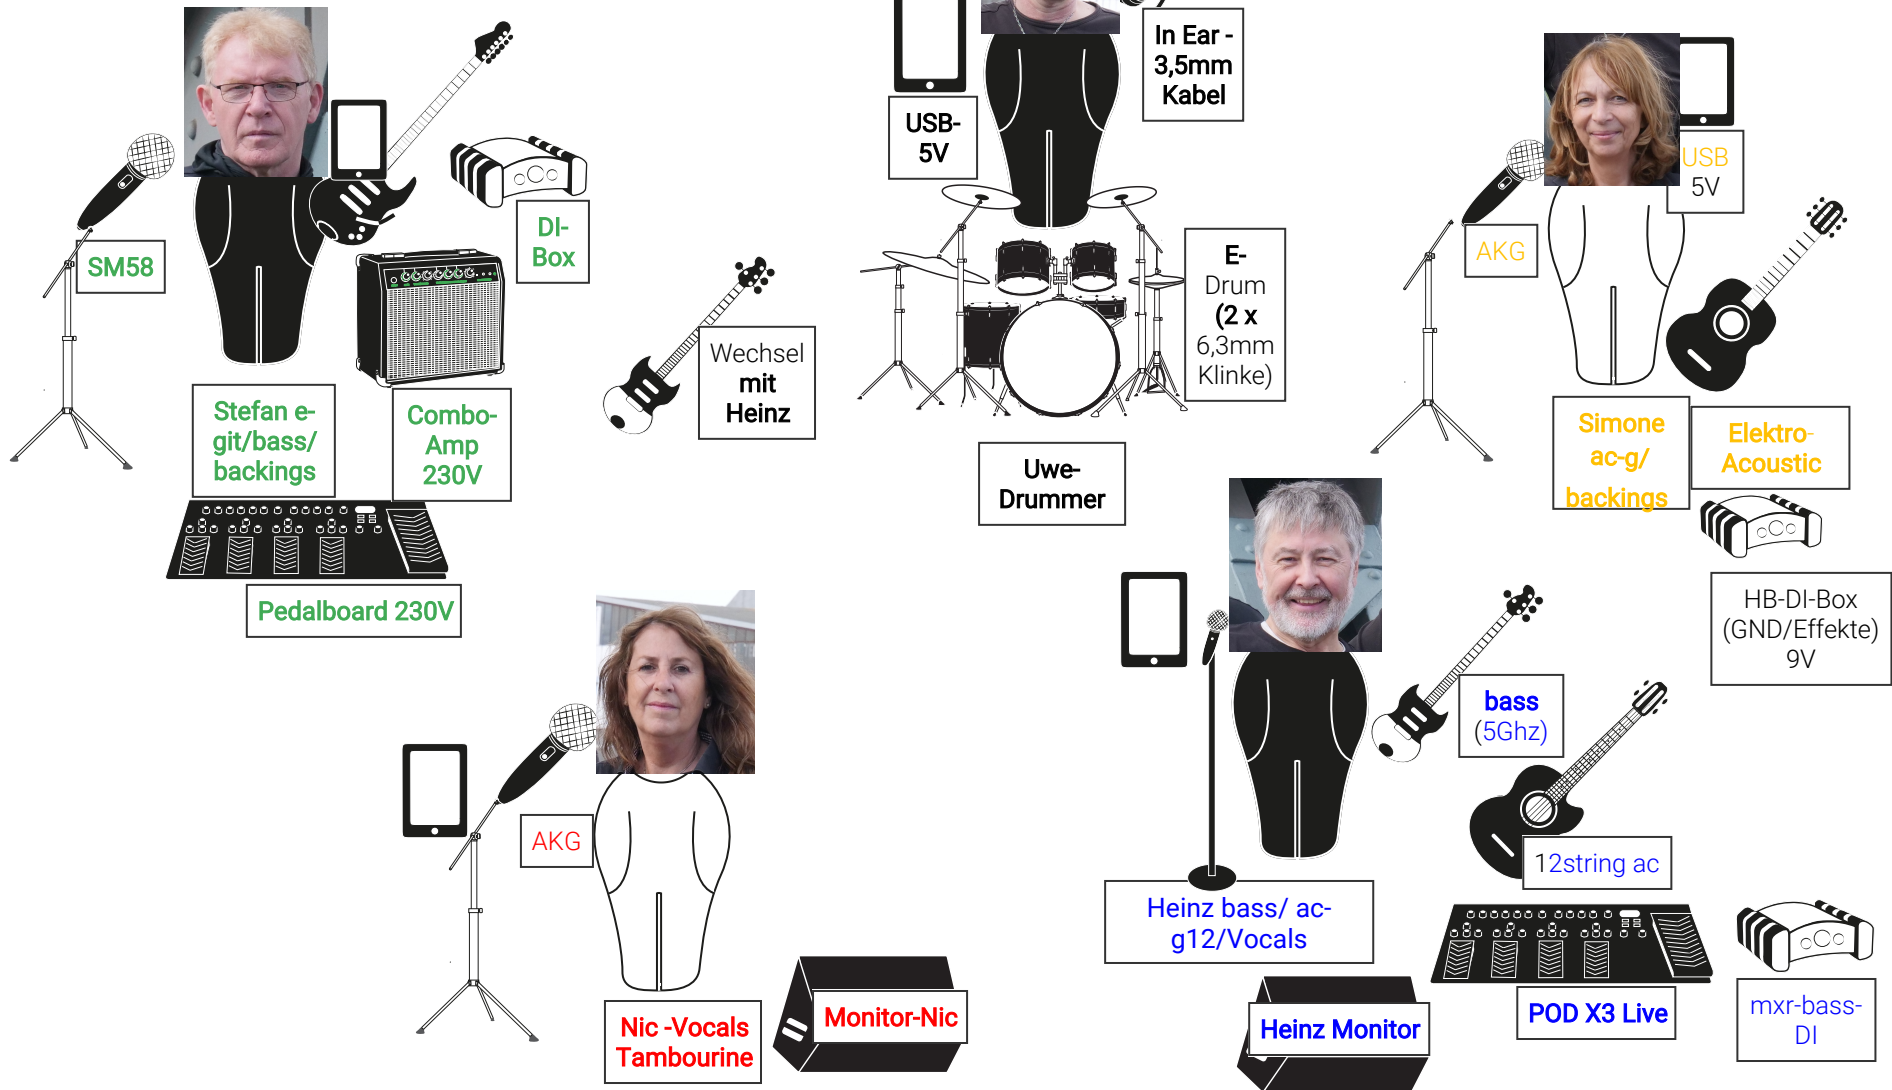 In Ear -
3,5mm
Kabel
USB-
5V
USB
5V
AKG
SM58
DI-
Box
E-
Drum
(2 x
6,3mm
Klinke)
Wechsel
mit
Heinz
Stefan e-
git/bass/
backings
Combo-
Amp
230V
Uwe-
Drummer
Simone
ac-g/
backings
Elektro-
Acoustic
Pedalboard 230V
HB-DI-Box
(GND/Effekte)
9V
bass
(5Ghz)
AKG
12string ac
Heinz bass/ ac-
g12/Vocals
Nic -Vocals
Tambourine
Monitor-Nic
Heinz Monitor
POD X3 Live
mxr-bass-
DI